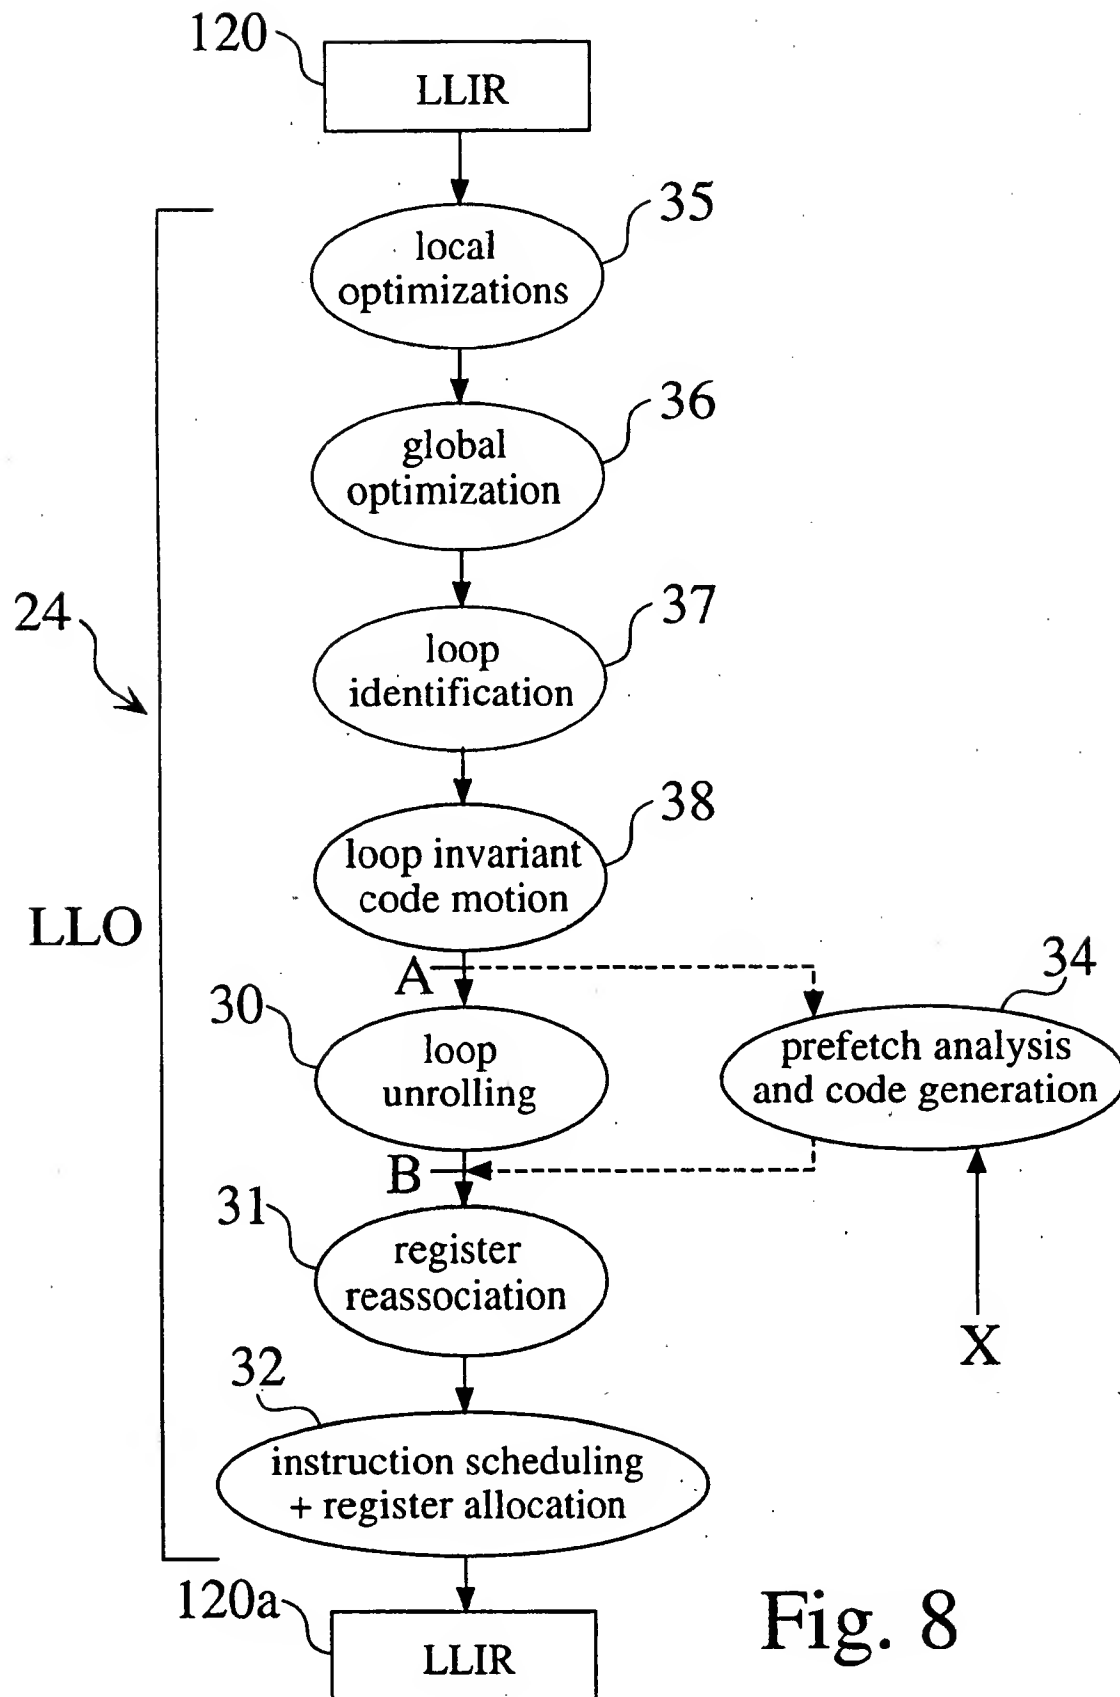 120
LLIR
35
local
optimizations
36
global
optimization
24
37
loop
identification
38
loop invariant
code motion
LLO
A
34
30
loop
unrolling
prefetch analysis
and code generation
B
31
register
reassociation
X
32
instruction scheduling
+ register allocation
120a
LLIR
Fig. 8